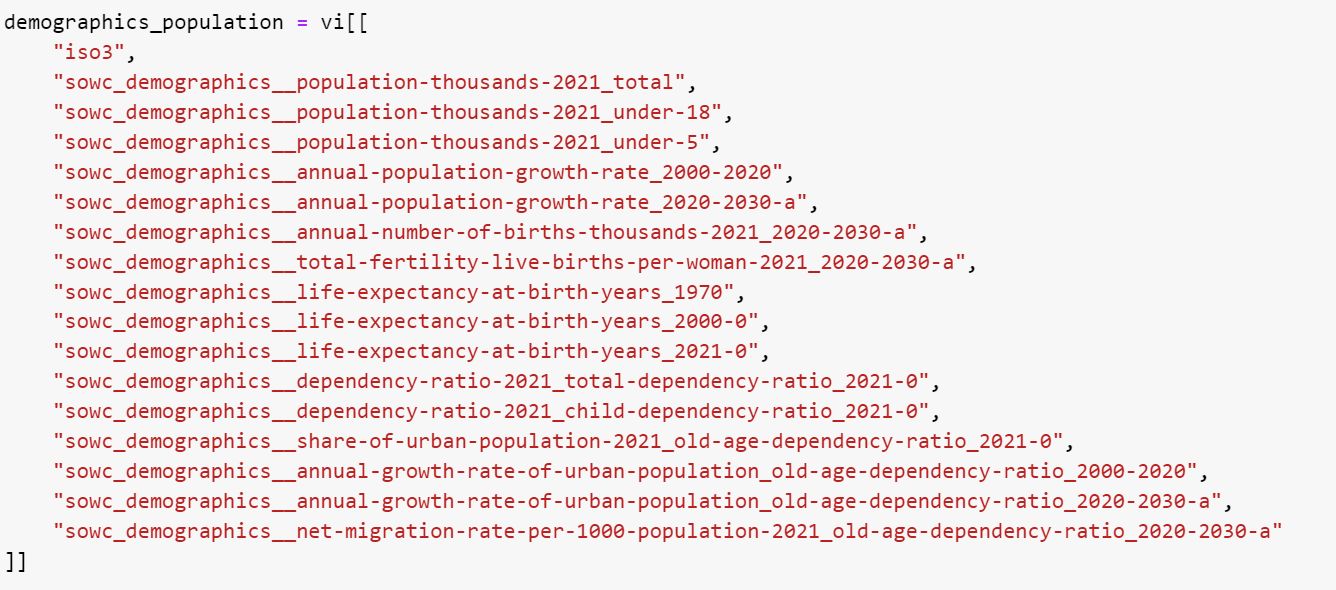 demographics_population = vi[[
    "iso3",
    "sowc_demographics__population-thousands-2021_total",
    "sowc_demographics__population-thousands-2021_under-18",
    "sowc_demographics__population-thousands-2021_under-5",
    "sowc_demographics__annual-population-growth-rate_2000-2020",
    "sowc_demographics__annual-population-growth-rate_2020-2030-a",
    "sowc_demographics__annual-number-of-births-thousands-2021_2020-2030-a",
    "sowc_demographics__total-fertility-live-births-per-woman-2021_2020-2030-a",
    "sowc_demographics__life-expectancy-at-birth-years_1970",
    "sowc_demographics__life-expectancy-at-birth-years_2000-0",
    "sowc_demographics__life-expectancy-at-birth-years_2021-0",
    "sowc_demographics__dependency-ratio-2021_total-dependency-ratio_2021-0",
    "sowc_demographics__dependency-ratio-2021_child-dependency-ratio_2021-0",
    "sowc_demographics__share-of-urban-population-2021_old-age-dependency-ratio_2021-0",
    "sowc_demographics__annual-growth-rate-of-urban-population_old-age-dependency-ratio_2000-2020",
    "sowc_demographics__annual-growth-rate-of-urban-population_old-age-dependency-ratio_2020-2030-a",
    "sowc_demographics__net-migration-rate-per-1000-population-2021_old-age-dependency-ratio_2020-2030-a"
]]